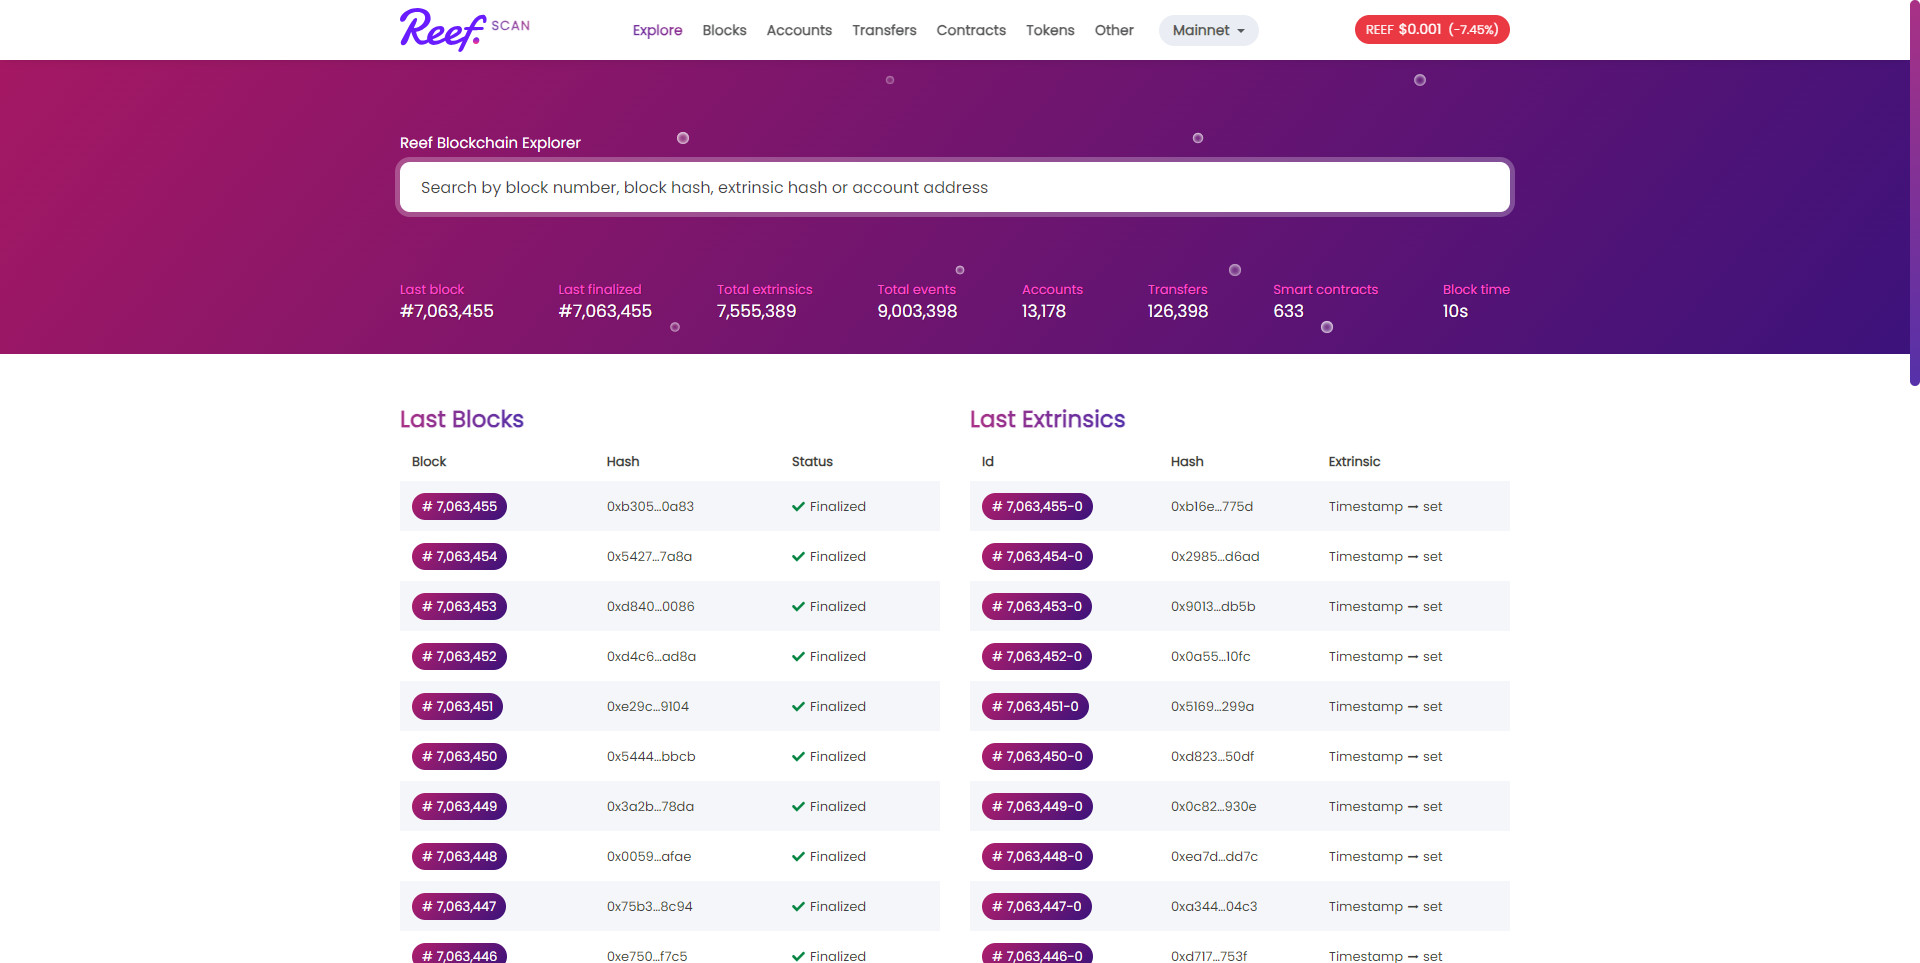 Reef. SCAN
Explore Blocks Accounts Transfers Contracts Tokens Other Mainnet
REEF $0.001 (-7.45%)
Reef Blockchain Explorer
Search by block number, block hash, extrinsic hash or account address
Last block Last finalized Total extrinsics Total events Accounts Transfers Smart contracts Block time
#7,063,455 #7,063,455 7,555,389 9,003,398 13,178 126,398 633 10s
Last Blocks
Block Hash Status
# 7,063,455 0xb305...0a83 Finalized
# 7,063,454 0x5427...7a8a Finalized
# 7,063,453 0xd840...0086 Finalized
# 7,063,452 0xd4c6...ad8a Finalized
# 7,063,451 0xe29c...9104 Finalized
# 7,063,450 0x5444...bbcb Finalized
# 7,063,449 0x3a2b...78da Finalized
# 7,063,448 0x0059...afae Finalized
# 7,063,447 0x75b3...8c94 Finalized
# 7,063,446 0xe750...f7c5 Finalized
Last Extrinsics
Id Hash Extrinsic
# 7,063,455-0 0xb16e...775d Timestamp ➡ set
# 7,063,454-0 0x2985...d6ad Timestamp ➡ set
# 7,063,453-0 0x9013...db5b Timestamp ➡ set
# 7,063,452-0 0x0a55...10fc Timestamp ➡ set
# 7,063,451-0 0x5169...299a Timestamp ➡ set
# 7,063,450-0 0xd823...50df Timestamp ➡ set
# 7,063,449-0 0x0c82...930e Timestamp ➡ set
# 7,063,448-0 0xea7d...dd7c Timestamp ➡ set
# 7,063,447-0 0xa344...04c3 Timestamp ➡ set
# 7,063,446-0 0xd717...753f Timestamp ➡ set